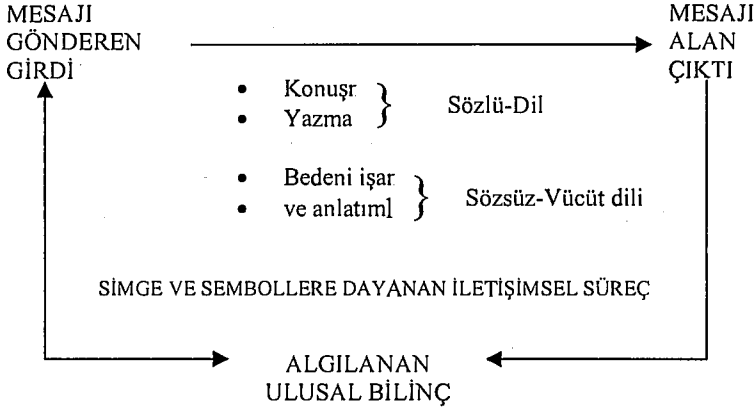 MESAJI
GÖNDEREN
GİRDİ
MESAJI
ALAN
ÇIKTI
• Konuşr
• Yazma
Sözlü-Dil
• Bedeni işar
• ve anlatıml
Sözsüz-Vücüt dili
SİMGE VE SEMBOLLERE DAYANAN İLETİŞİMSEL SÜREÇ
ALGILANAN
ULUSAL BİLİNÇ